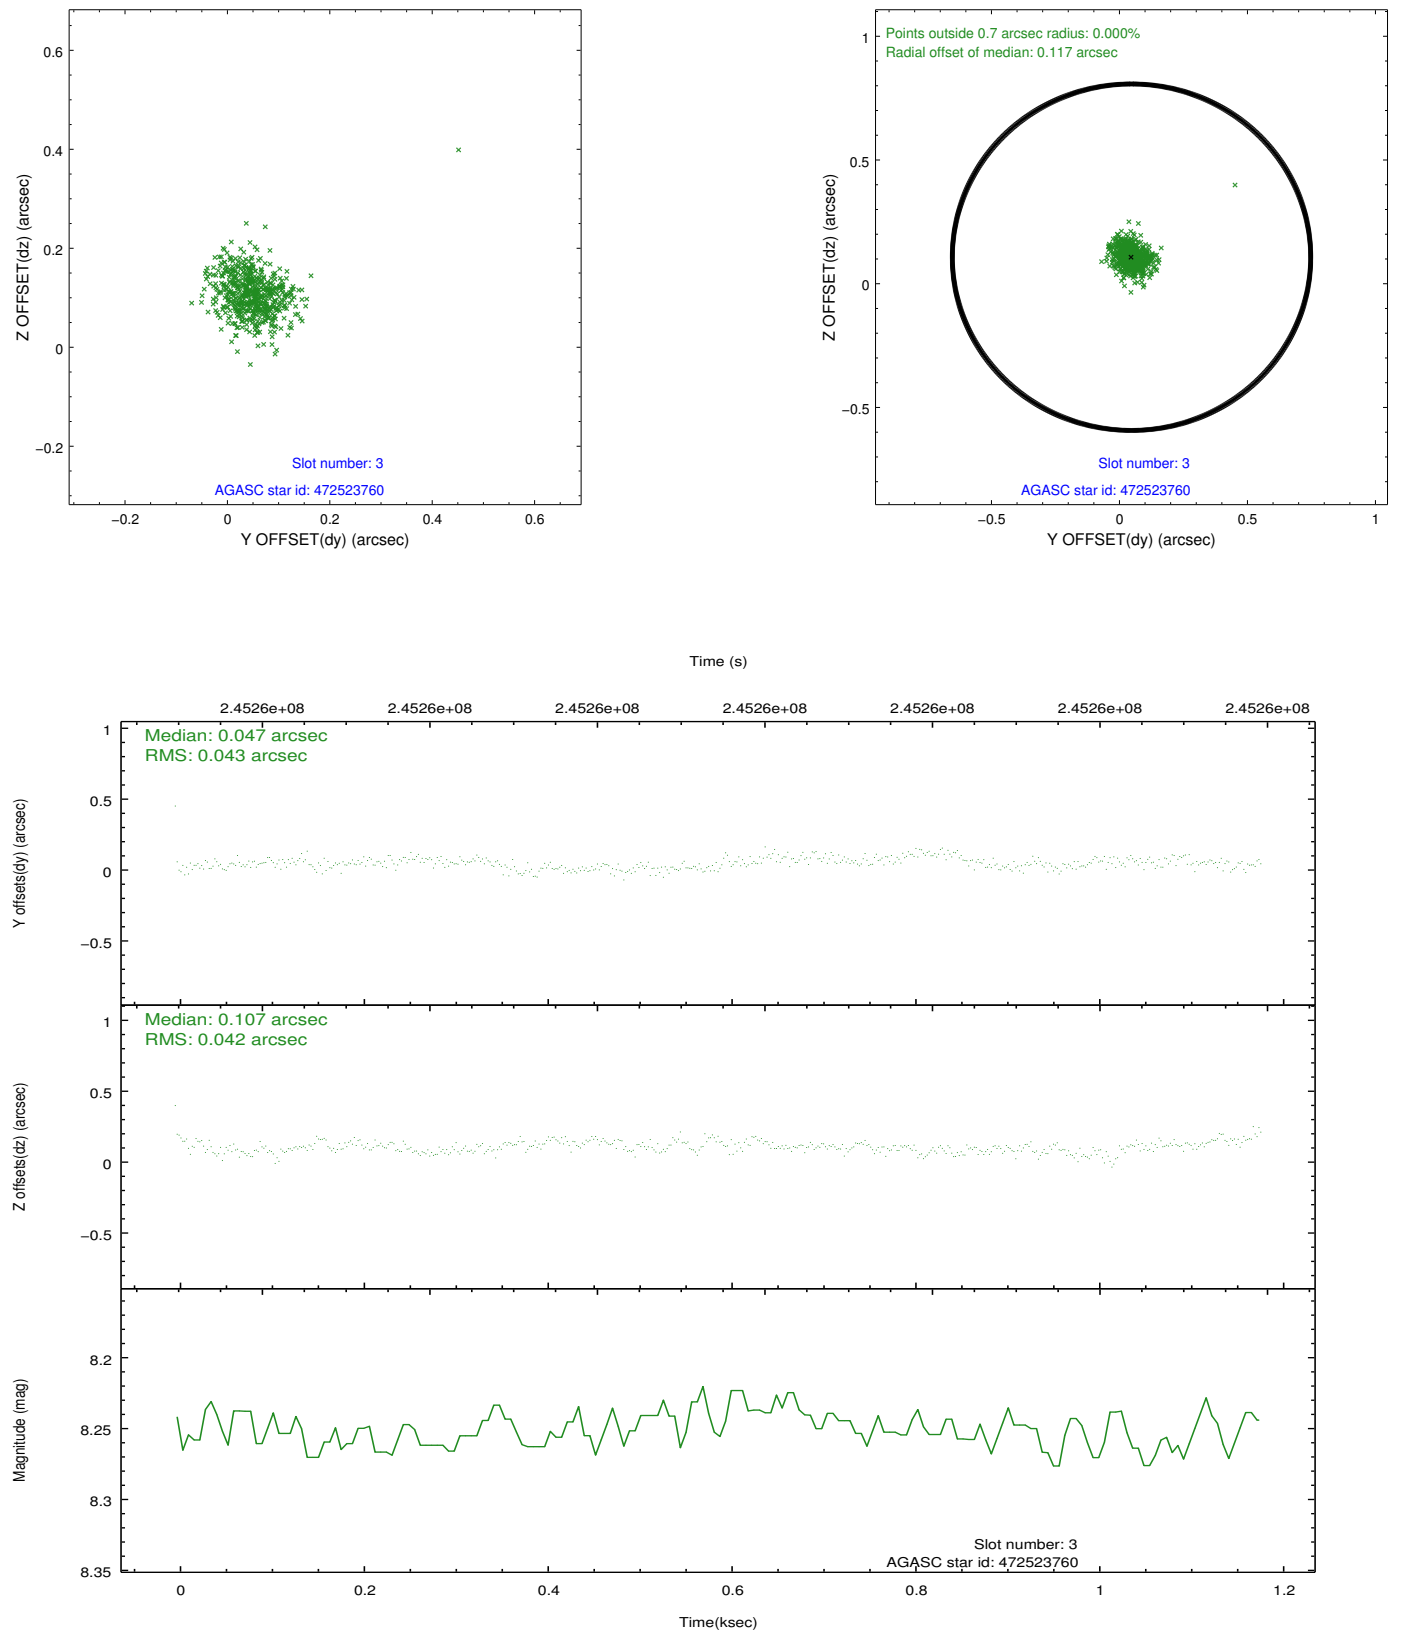 0.6
0.4
0.2
0
−0.2
Z OFFSET(dz) (arcsec)
Slot number: 3
AGASC star id: 472523760
−0.2 0 0.2 0.4 0.6
Y OFFSET(dy) (arcsec)
Points outside 0.7 arcsec radius: 0.000%
Radial offset of median: 0.117 arcsec
1
0.5
0
−0.5
Z OFFSET(dz) (arcsec)
Slot number: 3
AGASC star id: 472523760
−0.5 0 0.5 1
Y OFFSET(dy) (arcsec)
Time (s)
2.4526e+08 2.4526e+08 2.4526e+08 2.4526e+08 2.4526e+08 2.4526e+08 2.4526e+08
Median: 0.047 arcsec
RMS: 0.043 arcsec
1
0.5
0
−0.5
Y offsets(dy) (arcsec)
Median: 0.107 arcsec
RMS: 0.042 arcsec
1
0.5
0
−0.5
Z offsets(dz) (arcsec)
8.2
8.25
8.3
8.35
Magnitude (mag)
Slot number: 3
AGASC star id: 472523760
0 0.2 0.4 0.6 0.8 1 1.2
Time(ksec)